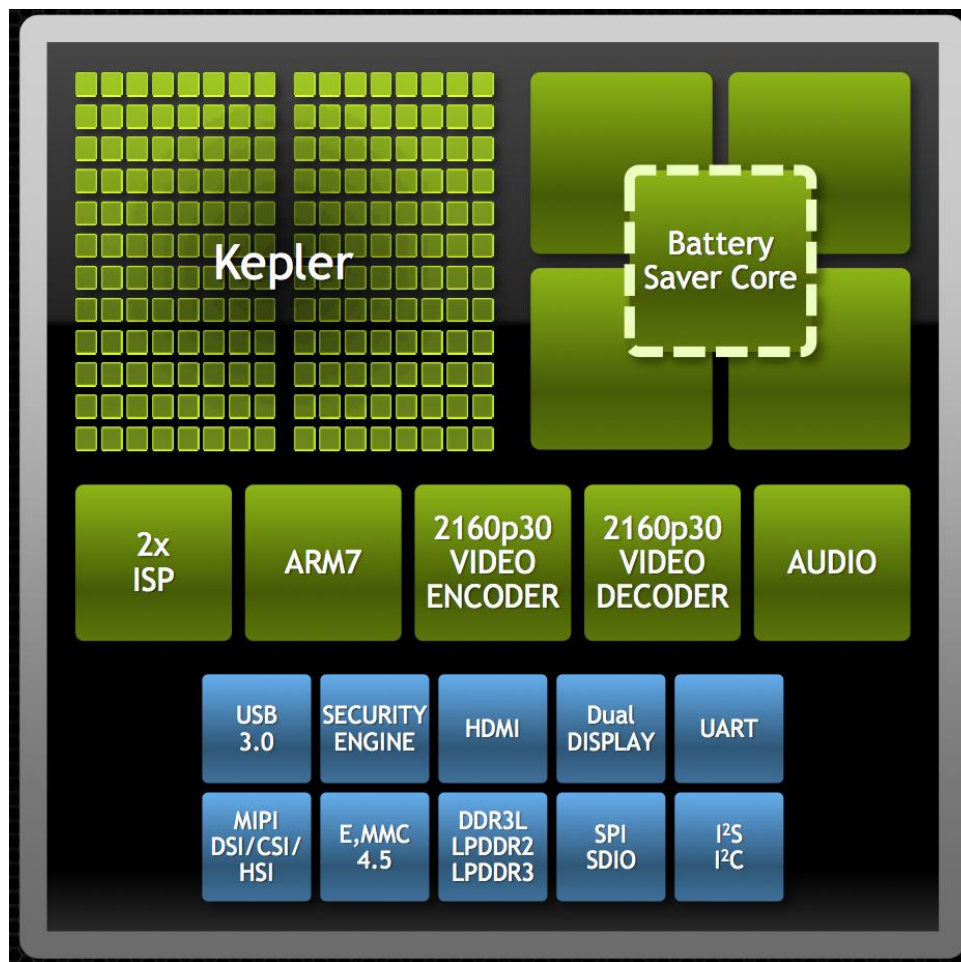 Kepler
Battery
Saver Core
2x
ISP
ARM7
2160p30
VIDEO
ENCODER
2160p30
VIDEO
DECODER
AUDIO
USB
3.0
SECURITY
ENGINE
HDMI
Dual
DISPLAY
UART
MIPI
DSI/CSI/
HSI
E,MMC
4.5
DDR3L
LPDDR2
LPDDR3
SPI
SDIO
I²S
I²C